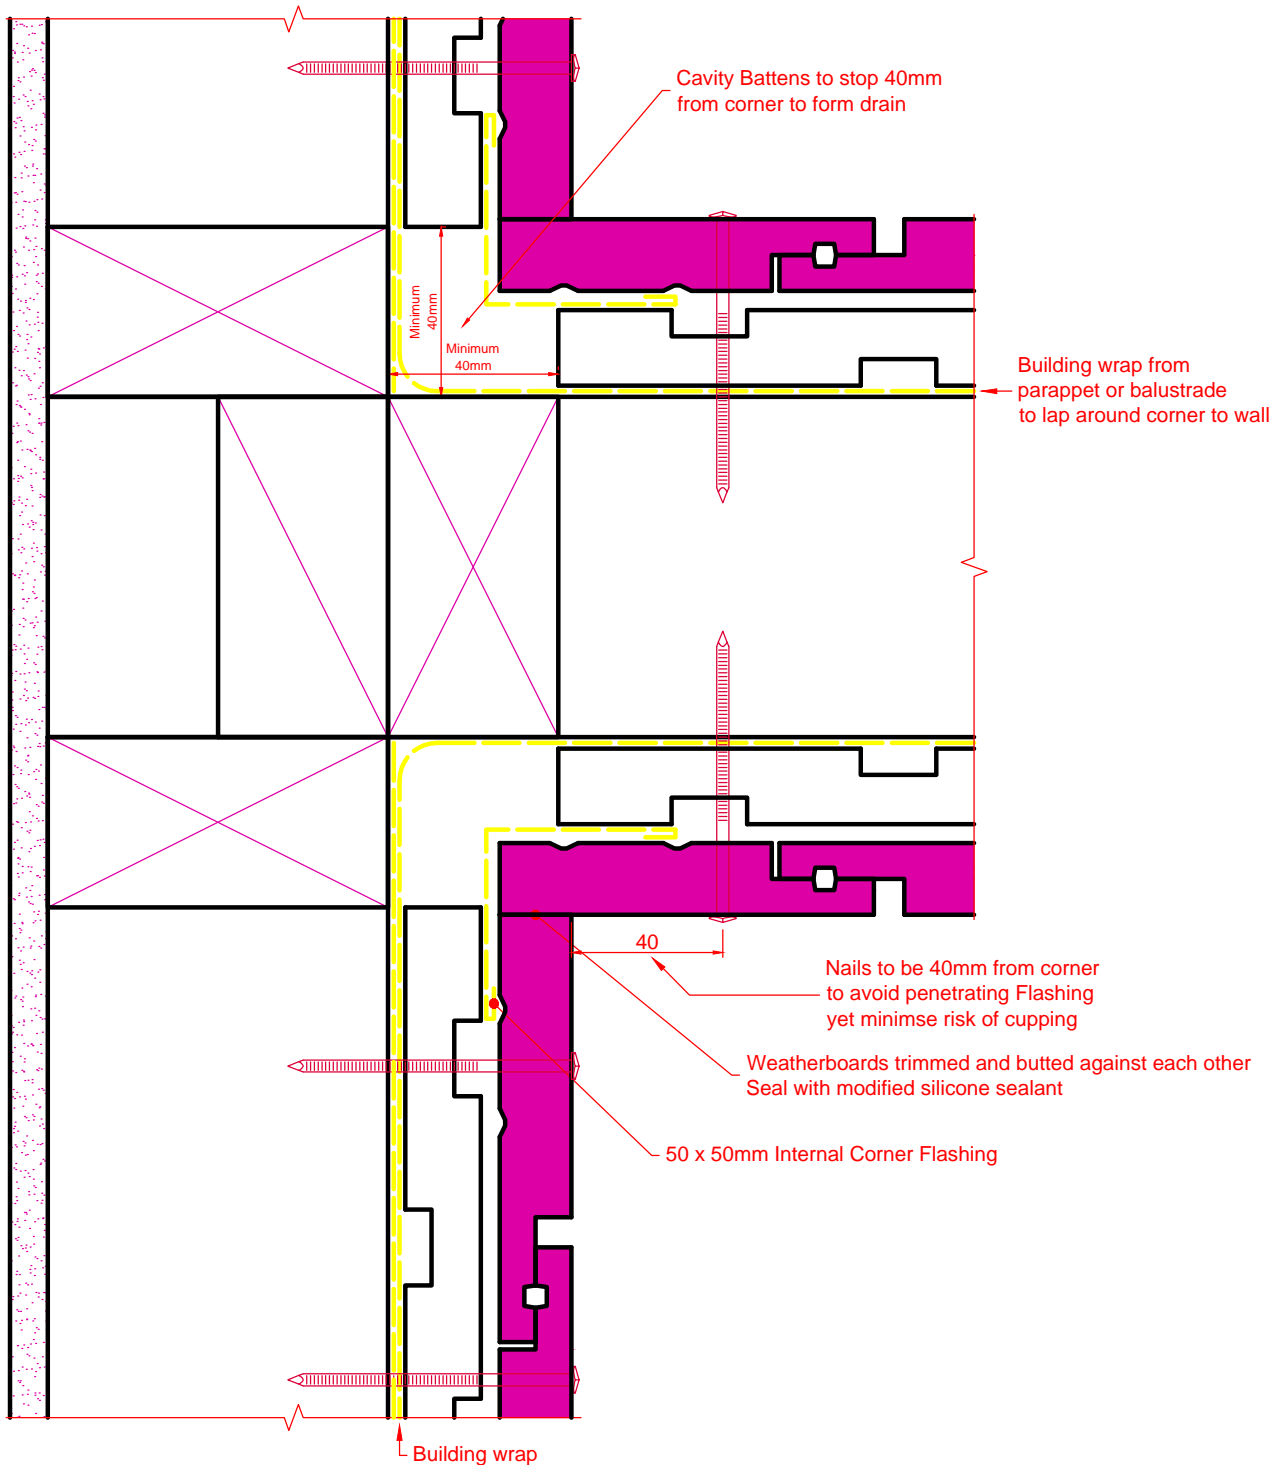 Cavity Battens to stop 40mm
from corner to form drain
Minimum
40mm
Minimum
40mm
Building wrap from
parappet or balustrade
to lap around corner to wall
40
Nails to be 40mm from corner
to avoid penetrating Flashing
yet minimse risk of cupping
Weatherboards trimmed and butted against each other
Seal with modified silicone sealant
50 x 50mm Internal Corner Flashing
Building wrap